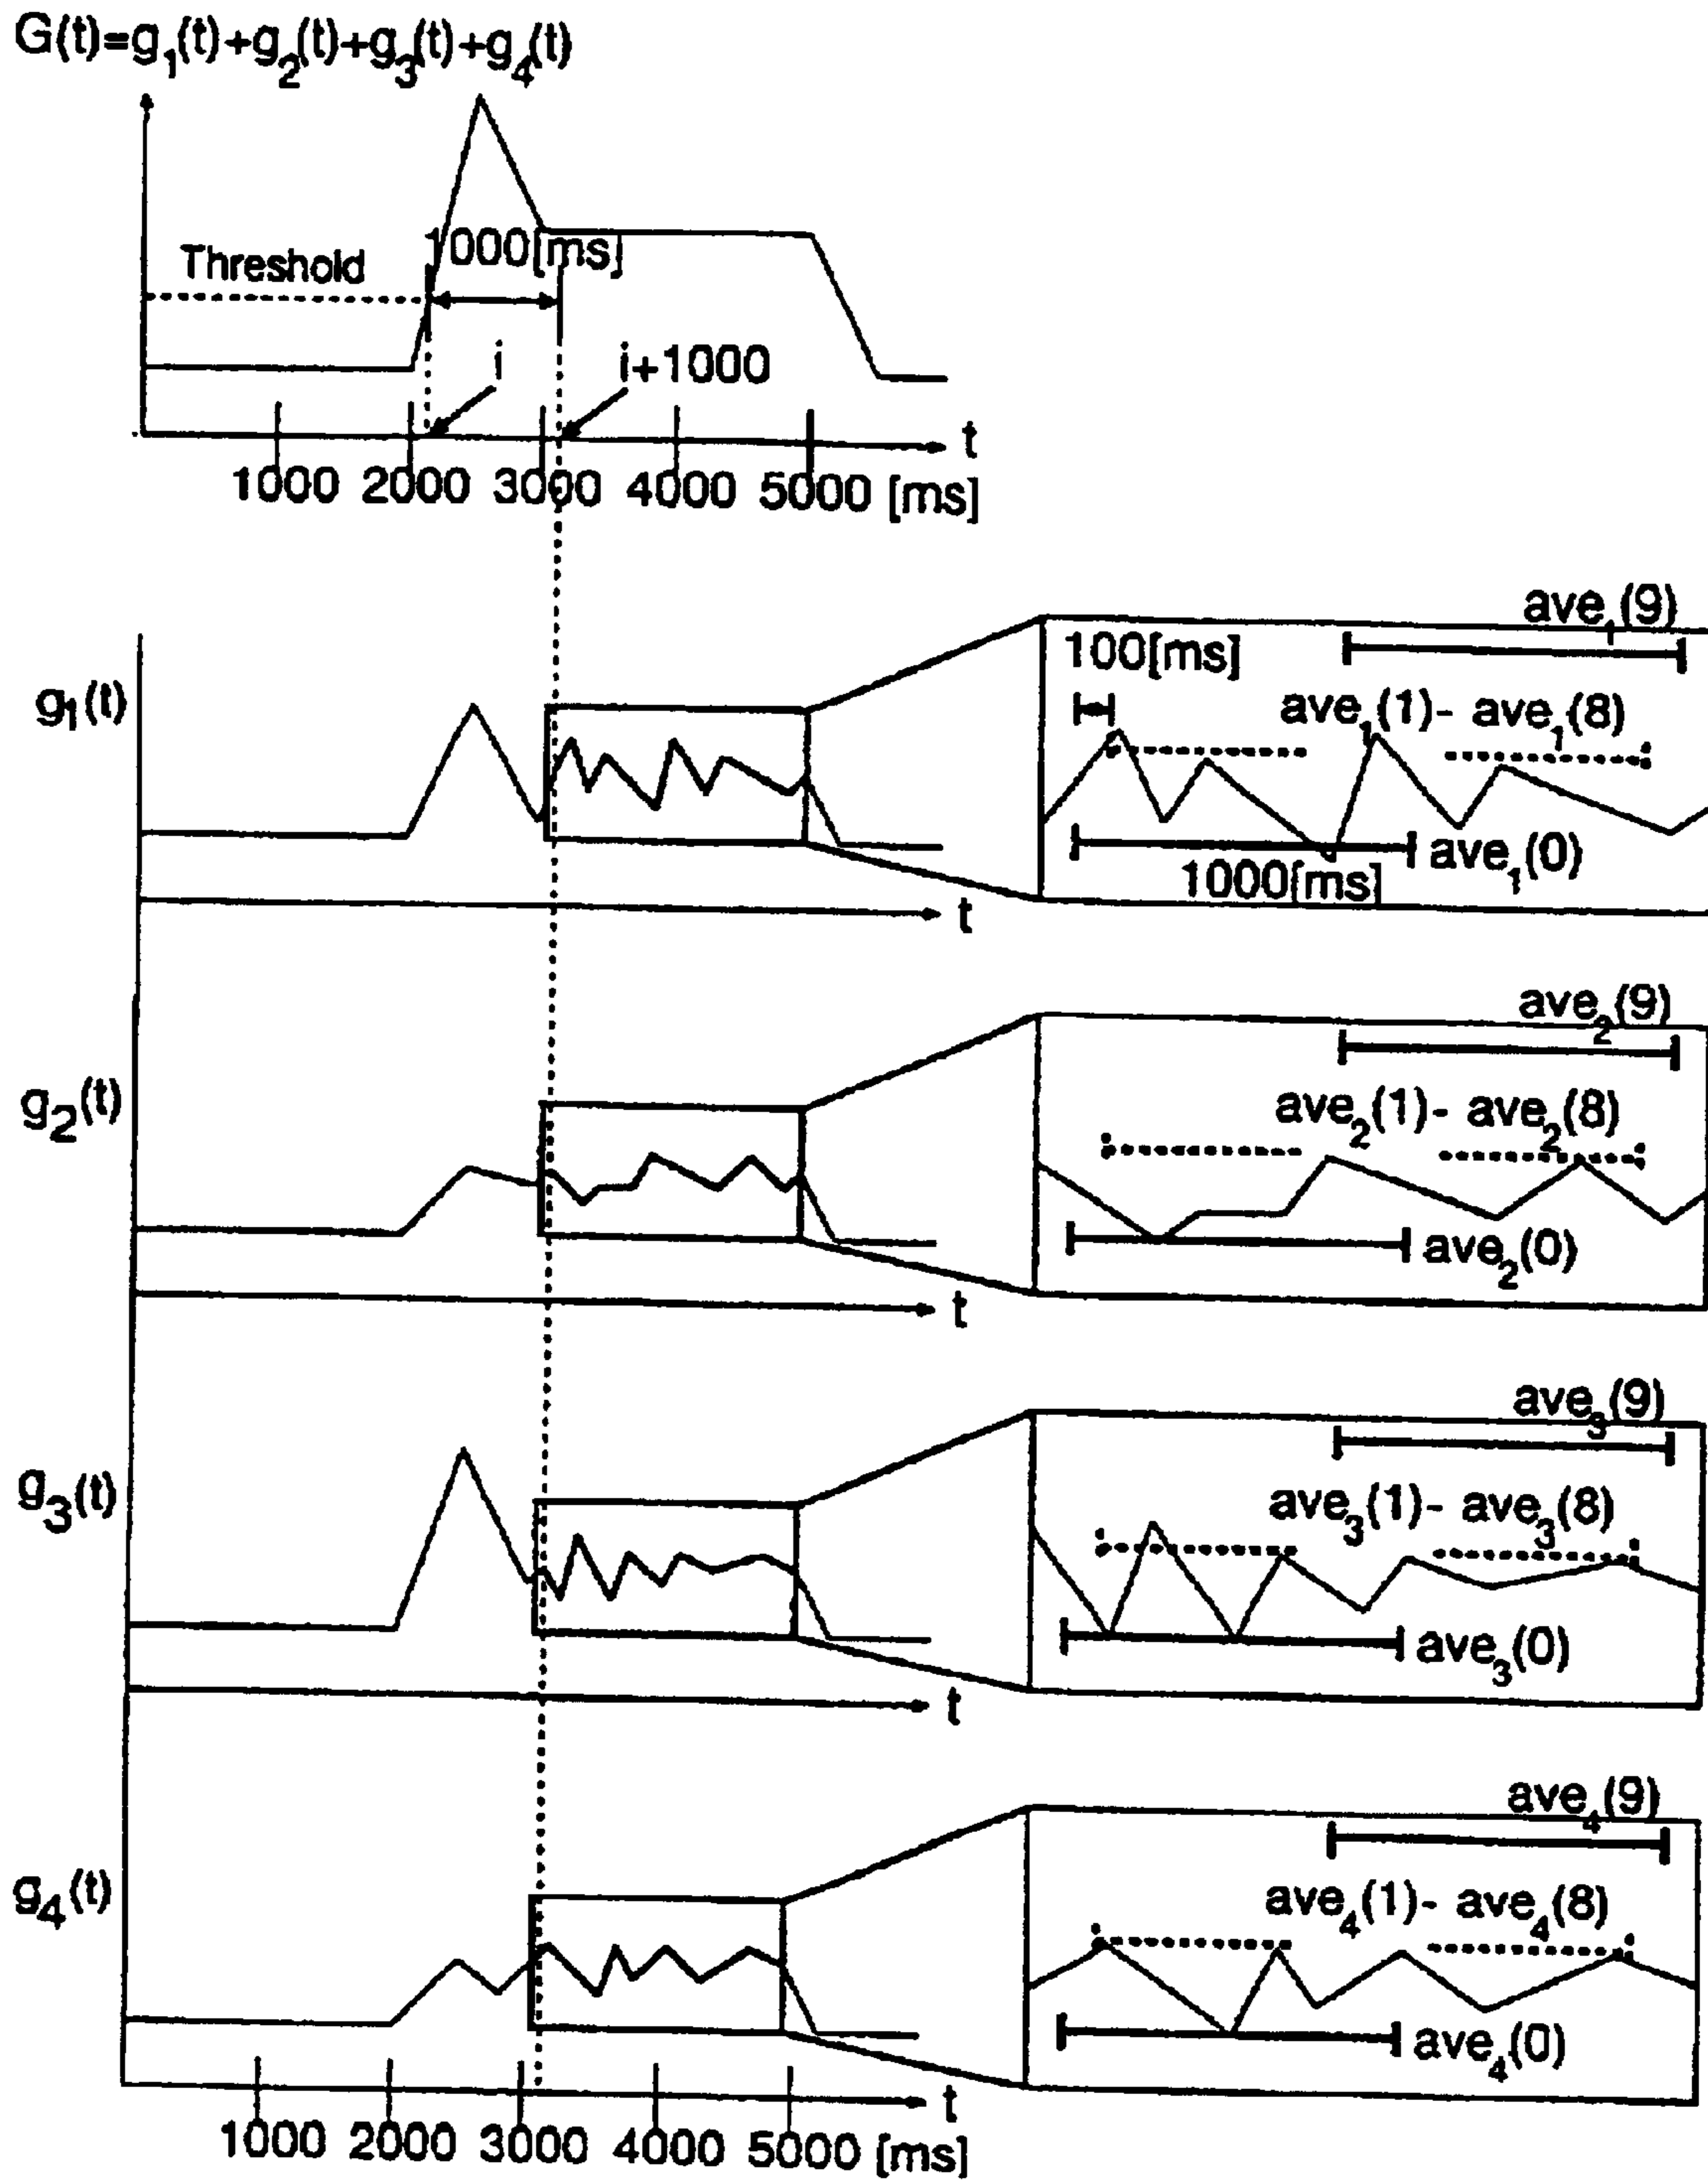 G(t)=g₁(t)+g₂(t)+g₃(t)+g₄(t)
Threshold
1000[ms]
i
i+1000
t
1000 2000 3000 4000 5000 [ms]
g₁(t)
ave₁(9)
100[ms]
ave₁(1)- ave₁(8)
ave₁(0)
1000[ms]
t
g₂(t)
ave₂(9)
ave₂(1)- ave₂(8)
ave₂(0)
t
g₃(t)
ave₃(9)
ave₃(1)- ave₃(8)
ave₃(0)
t
g₄(t)
ave₄(9)
ave₄(1)- ave₄(8)
ave₄(0)
t
1000 2000 3000 4000 5000 [ms]